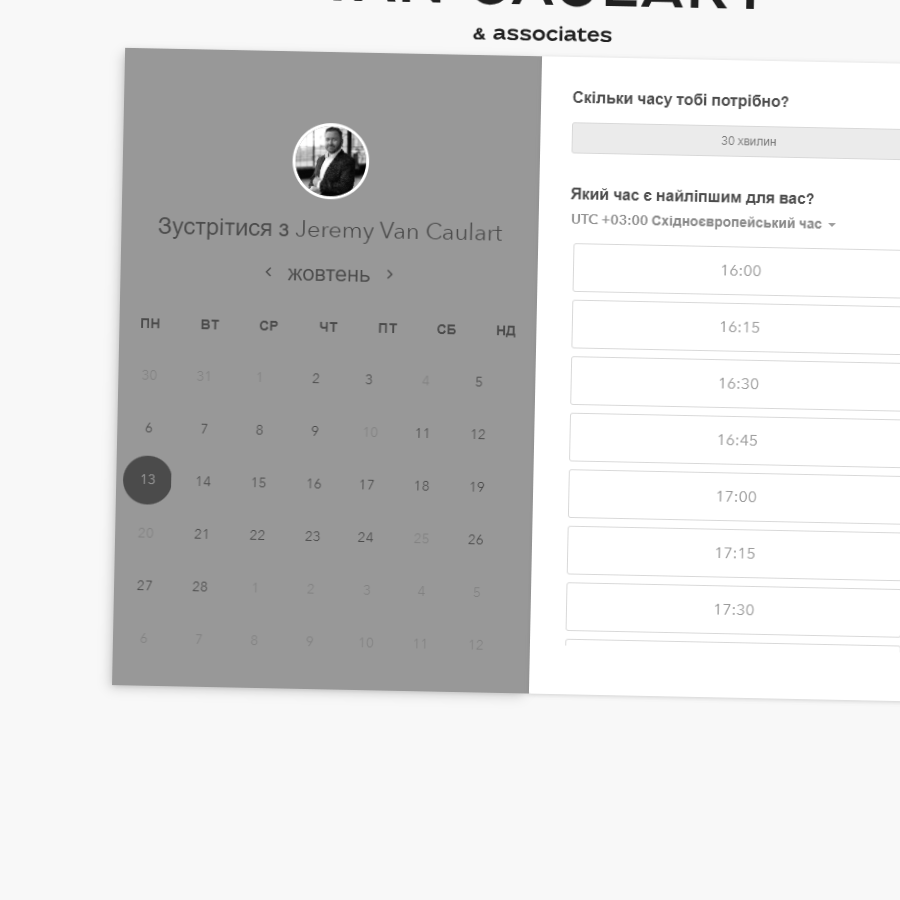 VAN CAULART
& associates
Зустрітися з Jeremy Van Caulart
жовтень
ПН ВТ СР ЧТ ПТ СБ НД
30 31 1 2 3 4 5
6 7 8 9 10 11 12
13 14 15 16 17 18 19
20 21 22 23 24 25 26
27 28 1 2 3 4 5
6 7 8 9 10 11 12
Скільки часу тобі потрібно?
30 хвилин
Який час є найліпшим для вас?
UTC +03:00 Східноєвропейський час
16:00
16:15
16:30
16:45
17:00
17:15
17:30